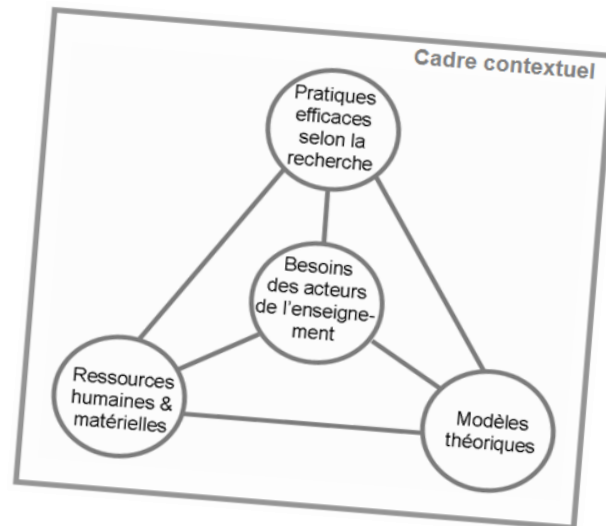 Cadre contextuel
Pratiques
efficaces
selon la
recherche
Besoins
des acteurs
de l'enseigne-
ment
Ressources
humaines &
matérielles
Modèles
théoriques